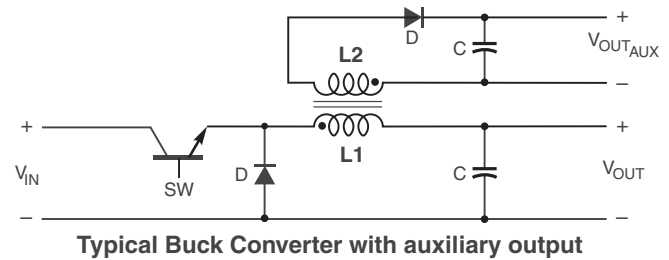 D
+
C
V_OUT_AUX
L2
−
+
+
L1
V_IN
SW
D
C
V_OUT
−
−
Typical Buck Converter with auxiliary output